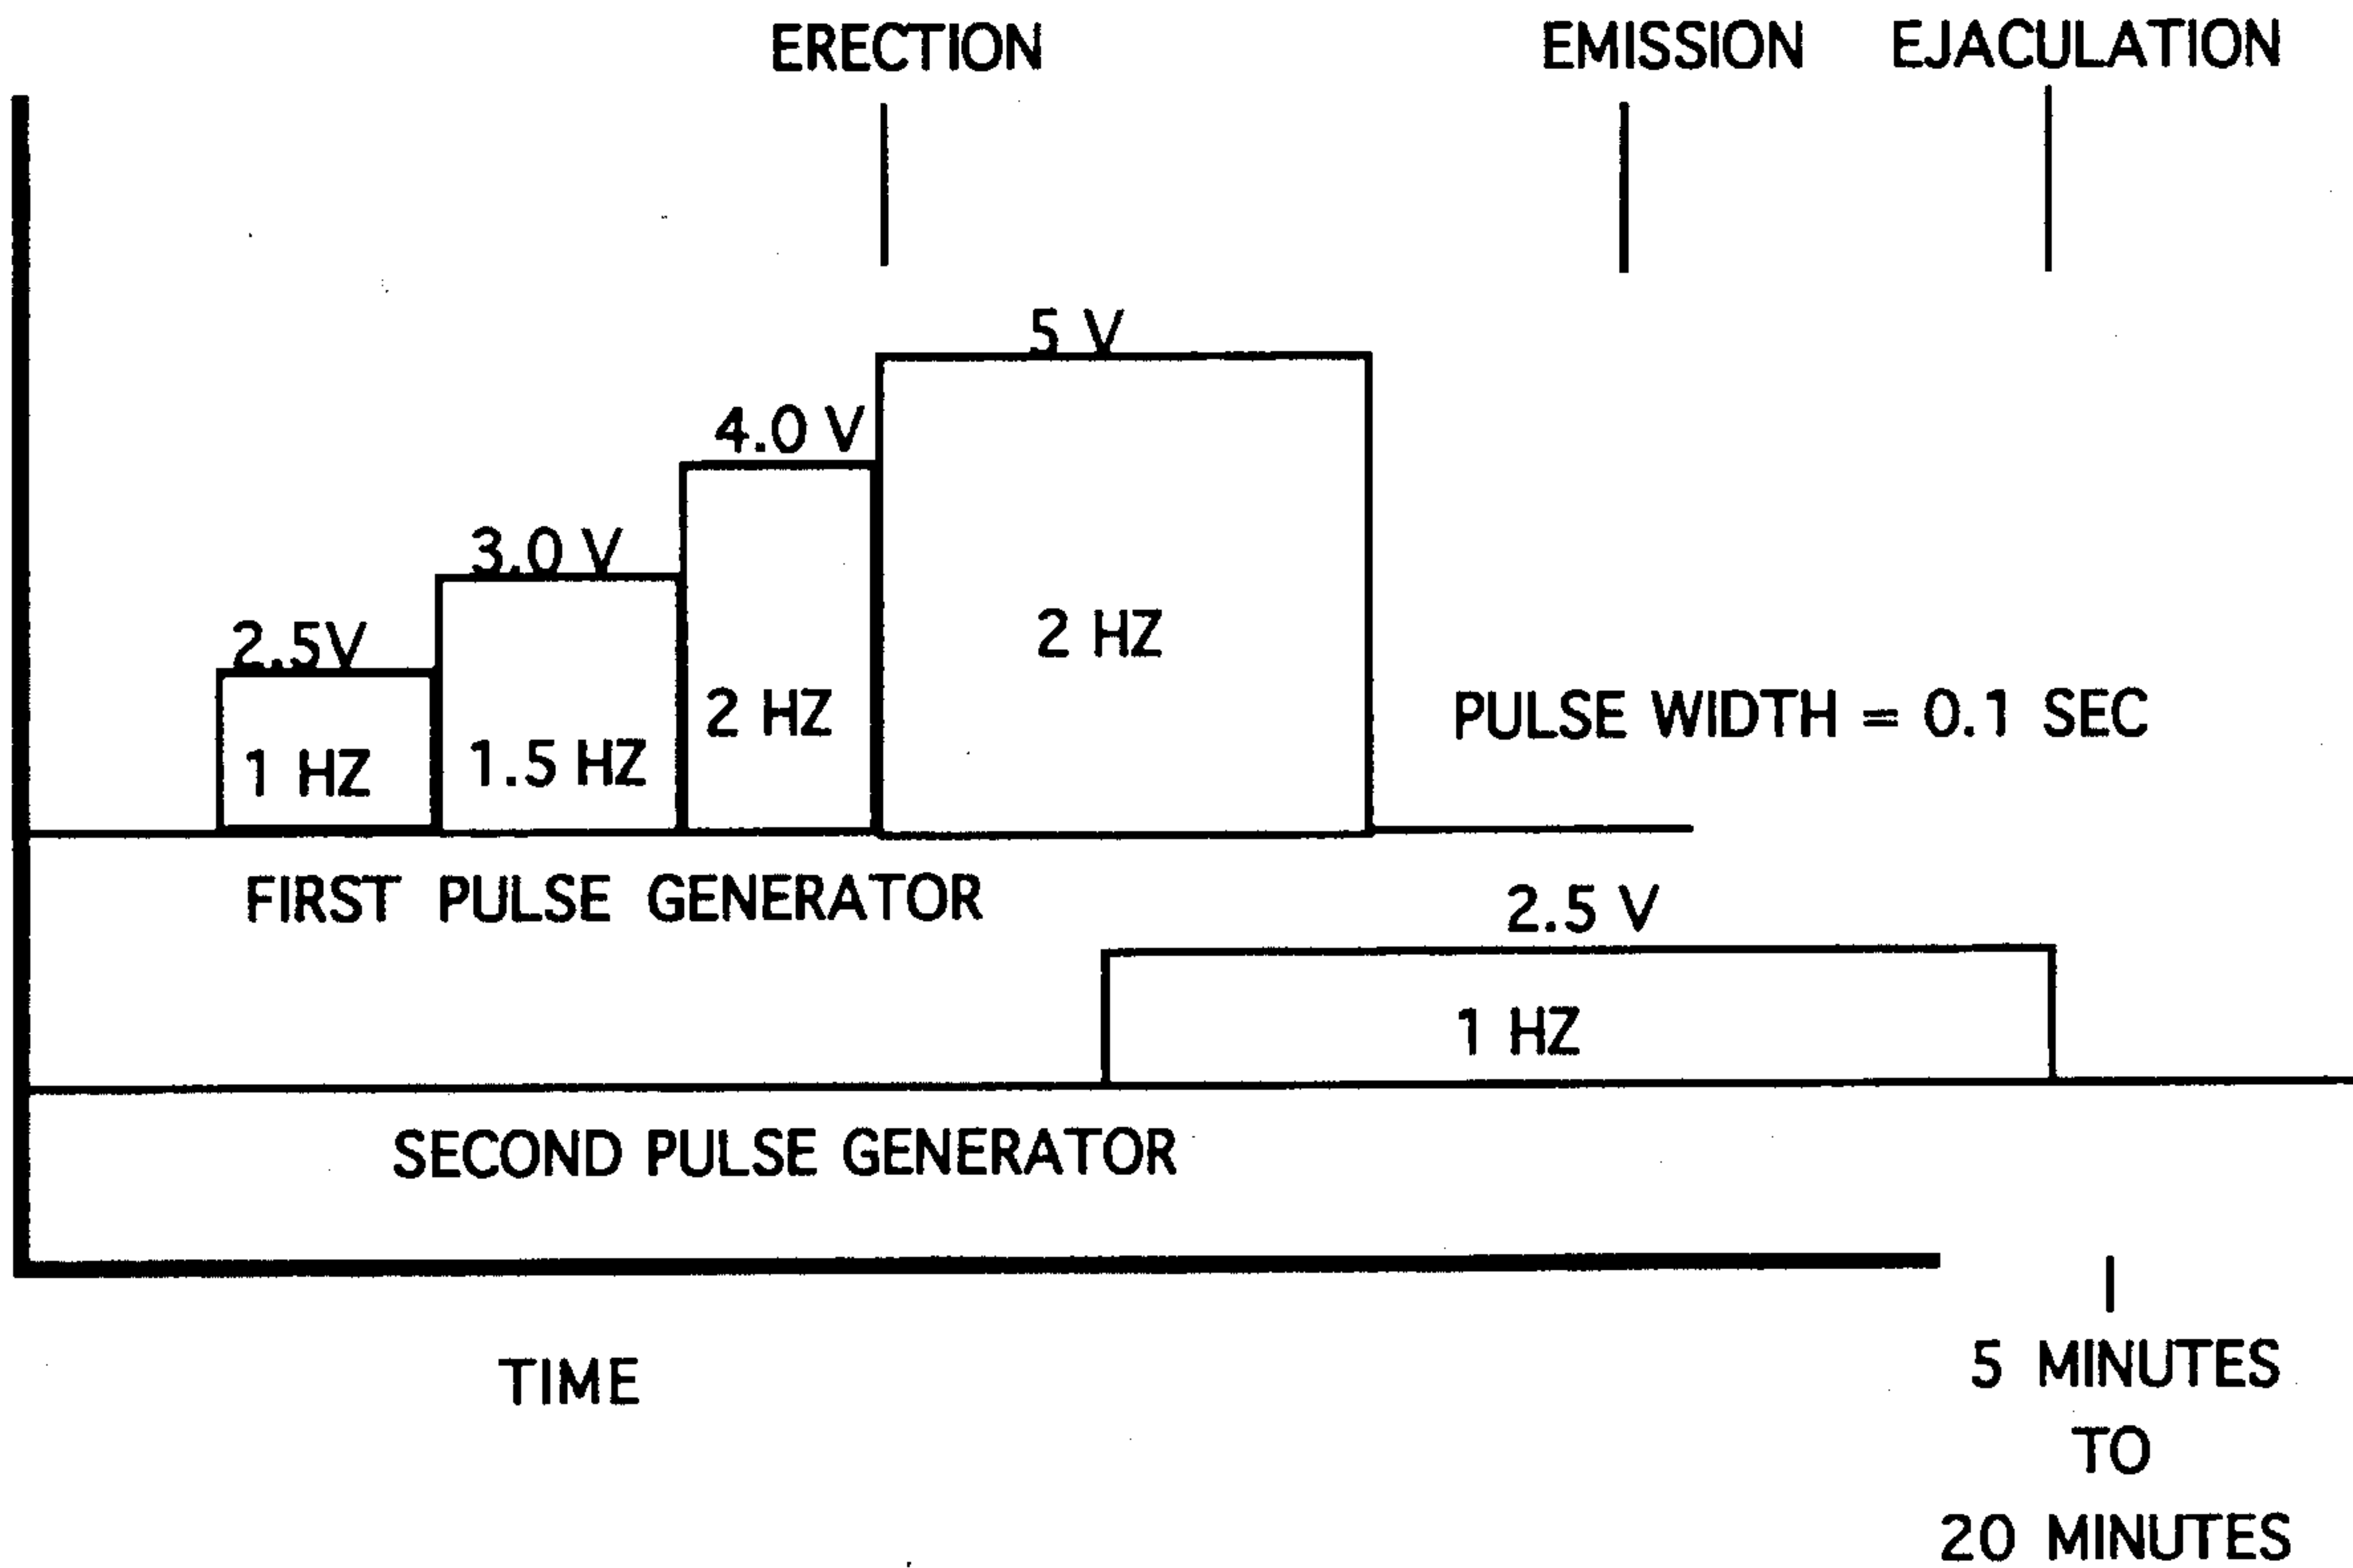 ERECTION EMISSION EJACULATION
5 V
4.0 V
3.0 V
2.5V
2 HZ
2 HZ
PULSE WIDTH = 0.1 SEC
1.5 HZ
1 HZ
FIRST PULSE GENERATOR
2.5 V
1 HZ
SECOND PULSE GENERATOR
TIME
5 MINUTES
TO
20 MINUTES